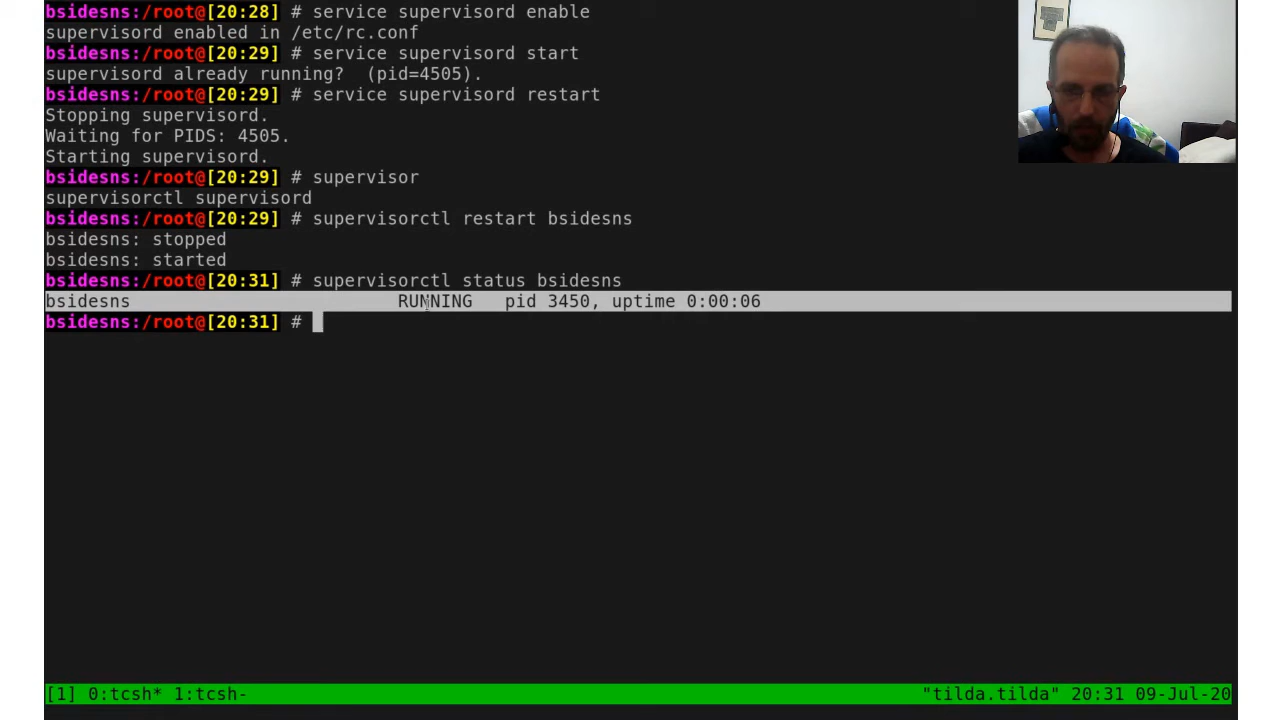 bsidesns:/root@[20:28] # service supervisord enable
supervisord enabled in /etc/rc.conf
bsidesns:/root@[20:29] # service supervisord start
supervisord already running?  (pid=4505).
bsidesns:/root@[20:29] # service supervisord restart
Stopping supervisord.
Waiting for PIDS: 4505.
Starting supervisord.
bsidesns:/root@[20:29] # supervisor
supervisorctl supervisord
bsidesns:/root@[20:29] # supervisorctl restart bsidesns
bsidesns: stopped
bsidesns: started
bsidesns:/root@[20:31] # supervisorctl status bsidesns
bsidesns                         RUNNING   pid 3450, uptime 0:00:06
bsidesns:/root@[20:31] #
[1] 0:tcsh* 1:tcsh- "tilda.tilda" 20:31 09-Jul-20